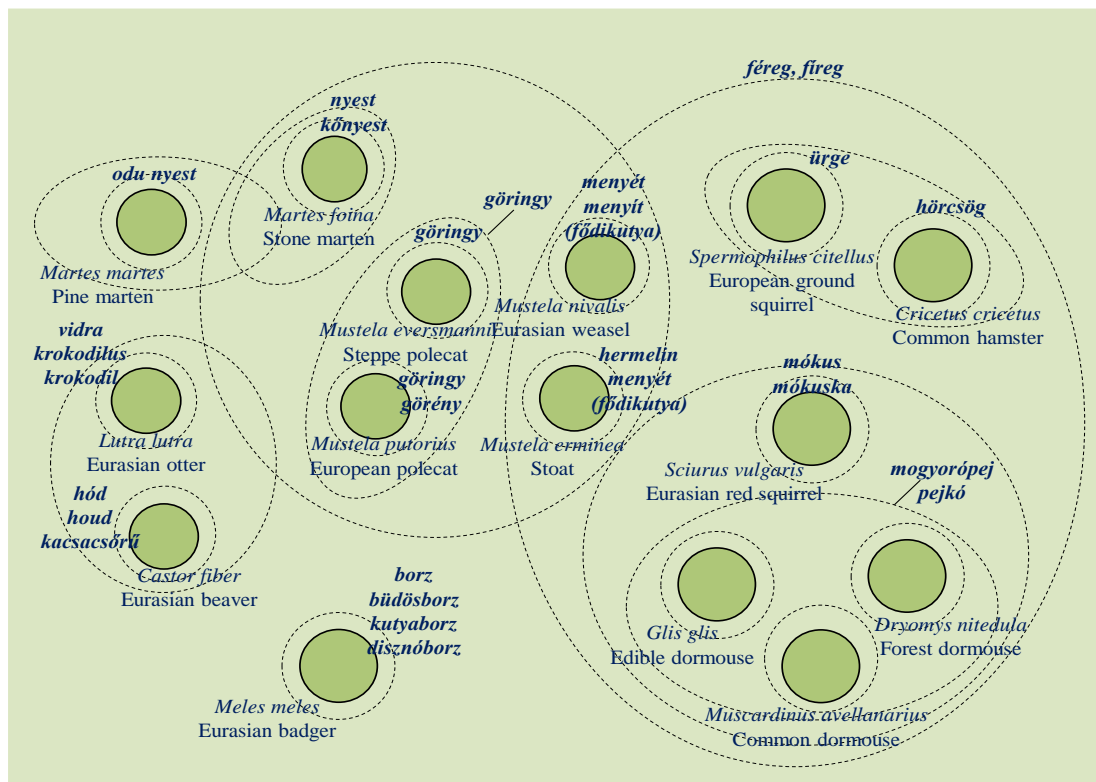 féreg, fíreg
nyest
kőnyest
Martes foina
Stone marten
odu-nyest
Martes martes
Pine marten
göringy
göringy
Mustela eversmanni
Steppe polecat
menyét
menyít
(fődikutya)
Mustela nivalis
Eurasian weasel
ürge
Spermophilus citellus
European ground
squirrel
hörcsög
Cricetus cricetus
Common hamster
vidra
krokodilus
krokodil
Lutra lutra
Eurasian otter
göringy
görény
Mustela putorius
European polecat
hermelin
menyét
(fődikutya)
Mustela erminea
Stoat
mókus
mókuska
Sciurus vulgaris
Eurasian red squirrel
mogyorópej
pejkó
hód
houd
kacsacsőrű
Castor fiber
Eurasian beaver
borz
büdösborz
kutyaborz
disznóborz
Meles meles
Eurasian badger
Glis glis
Edible dormouse
Dryomys nitedula
Forest dormouse
Muscardinus avellanarius
Common dormouse